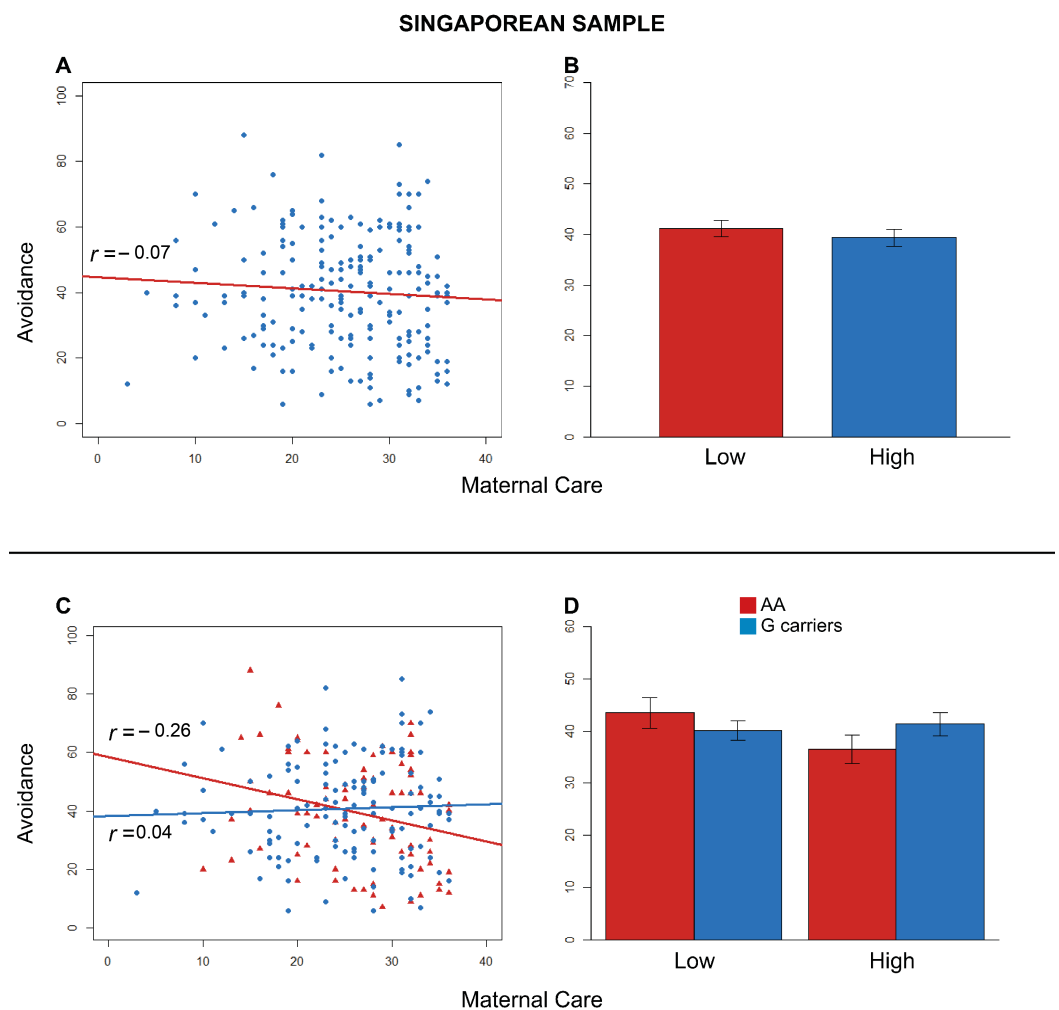 SINGAPOREAN SAMPLE
A
B
100
80
60
40
20
0
Avoidance
r = – 0.07
0 10 20 30 40
70
60
50
40
30
20
10
0
Low High
Maternal Care
C
D
AA
G carriers
100
80
60
40
20
0
Avoidance
r = – 0.26
r = 0.04
0 10 20 30 40
60
50
40
30
20
10
0
Low High
Maternal Care